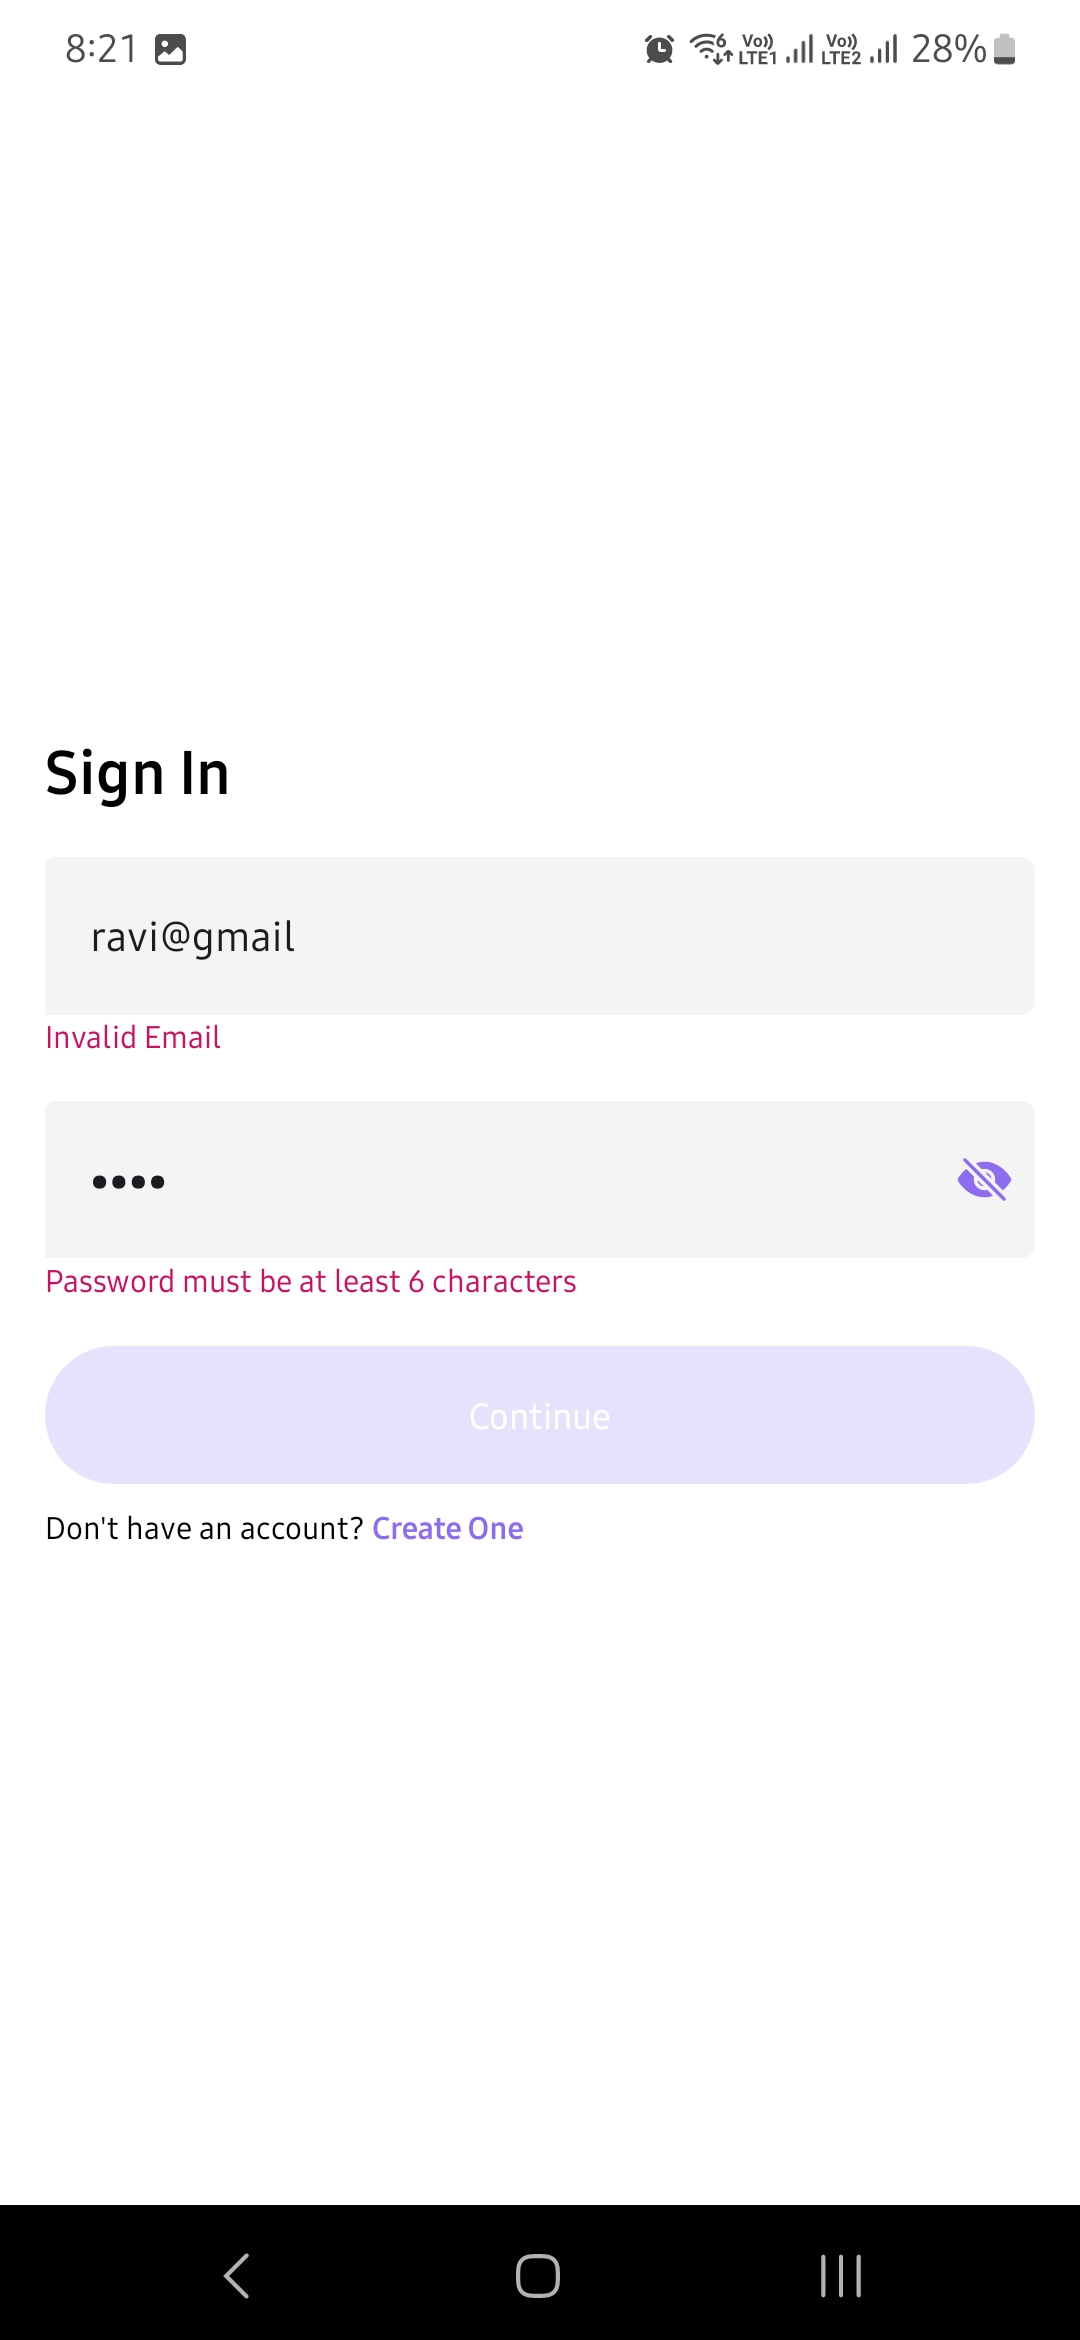 8:21 6 Vo)) LTE1 Vo)) LTE2 28%
Sign In
ravi@gmail
Invalid Email
••••
Password must be at least 6 characters
Continue
Don't have an account? Create One